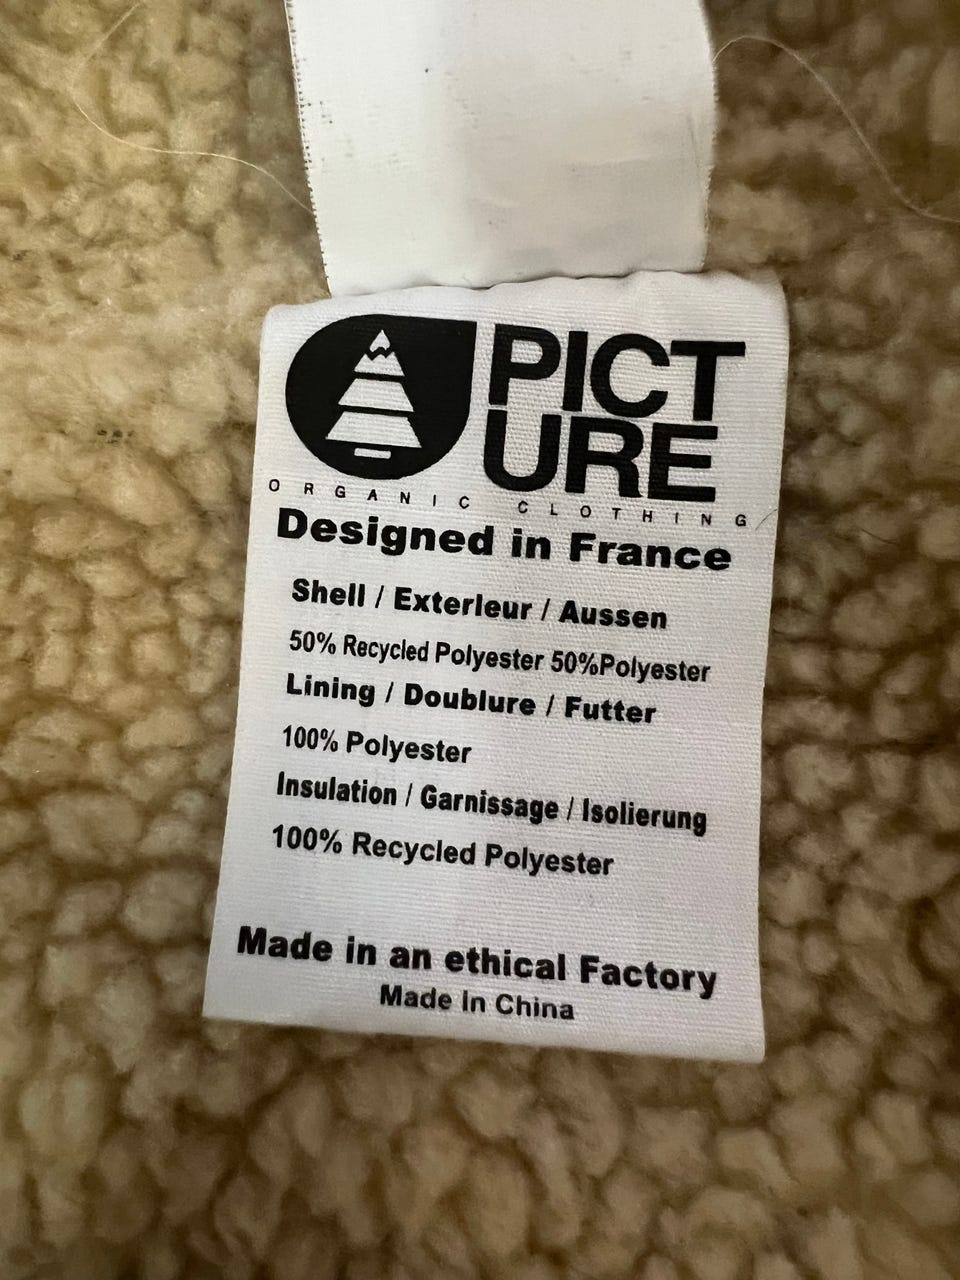 PICT
URE
ORGANIC CLOTHING
Designed in France
Shell / Exterleur / Aussen
50% Recycled Polyester 50%Polyester
Lining / Doublure / Futter
100% Polyester
Insulation / Garnissage / Isolierung
100% Recycled Polyester
Made in an ethical Factory
Made In China